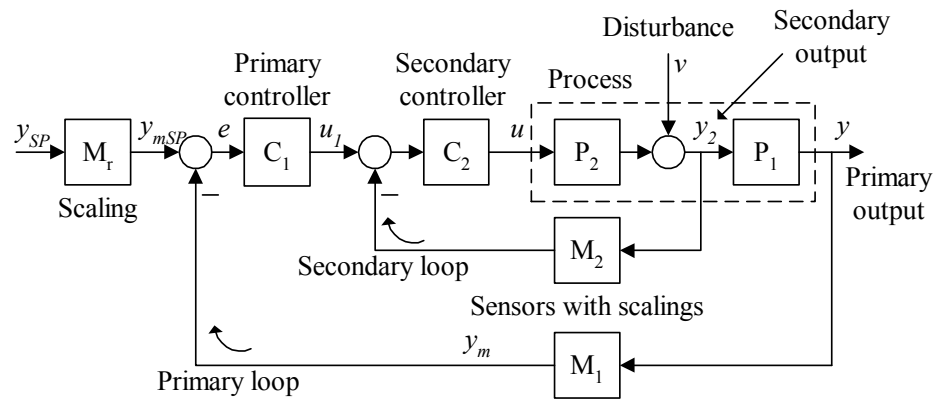 Disturbance
Secondary
output
Primary
controller
Secondary
controller
Process
v
y_SP
M_r
y_mSP
e
C_1
u_1
C_2
u
P_2
y_2
P_1
y
Scaling
−
−
Primary
output
M_2
Secondary loop
Sensors with scalings
y_m
M_1
Primary loop